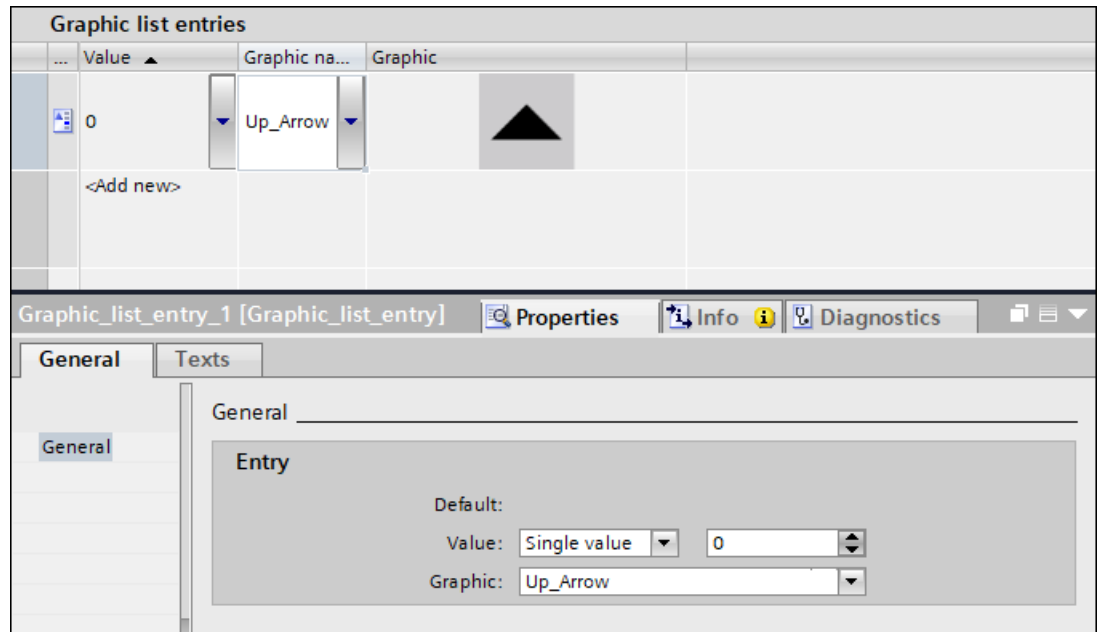 Graphic list entries
... Value Graphic na... Graphic
0 Up_Arrow
<Add new>
Graphic_list_entry_1 [Graphic_list_entry] Properties Info Diagnostics
General Texts
General
General
Entry
Default:
Value: Single value 0
Graphic: Up_Arrow